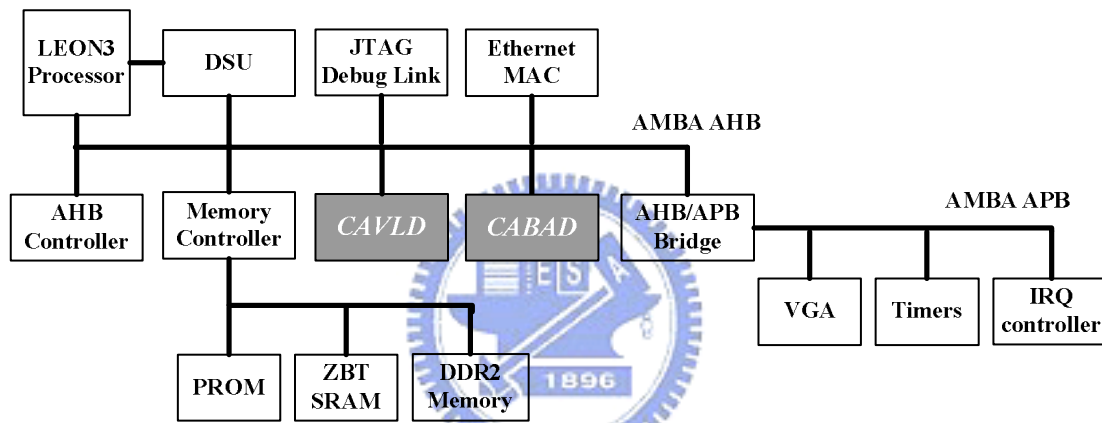 LEON3
Processor
DSU
JTAG
Debug Link
Ethernet
MAC
AMBA AHB
AHB
Controller
Memory
Controller
CAVLD
CABAD
AHB/APB
Bridge
AMBA APB
VGA
Timers
IRQ
controller
PROM
ZBT
SRAM
DDR2
Memory
E S A
1896